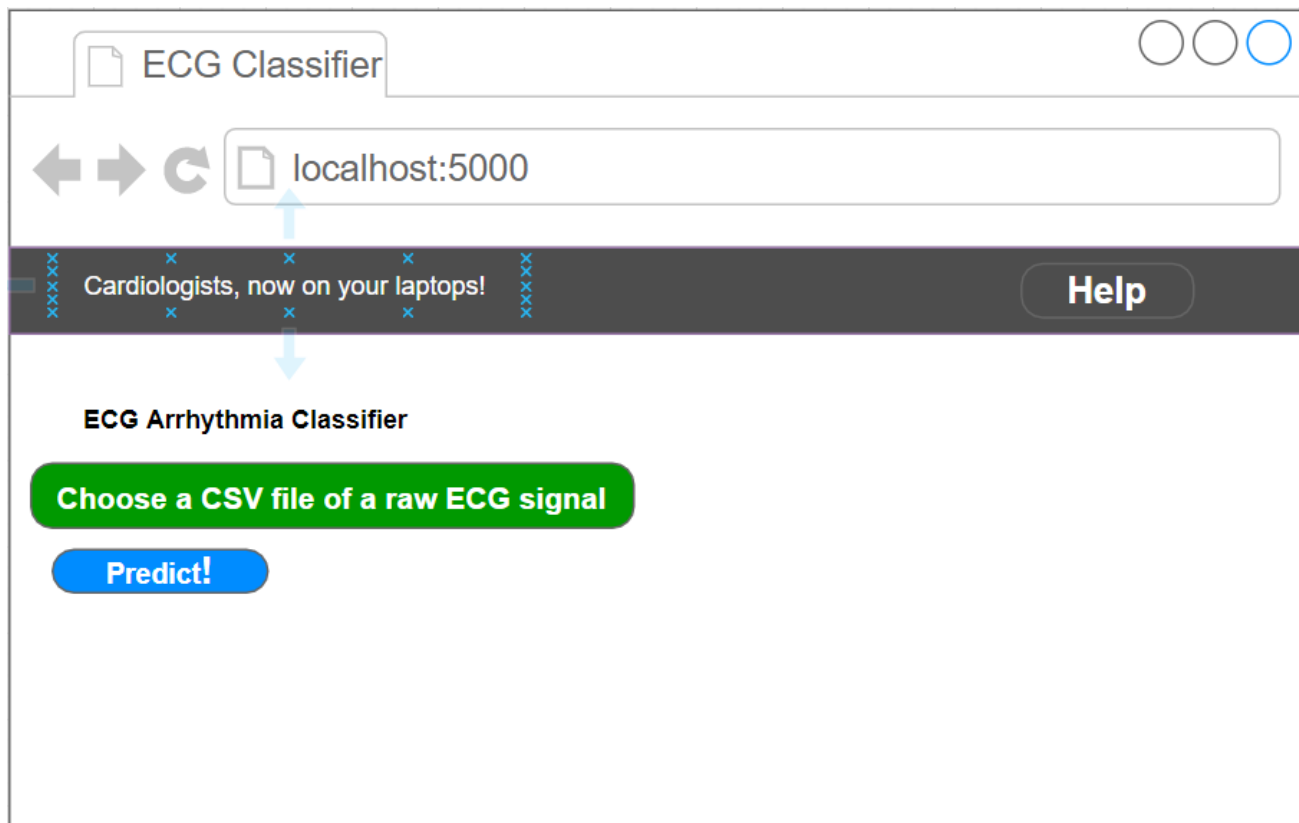 ECG Classifier
localhost:5000
Cardiologists, now on your laptops!
Help
ECG Arrhythmia Classifier
Choose a CSV file of a raw ECG signal
Predict!